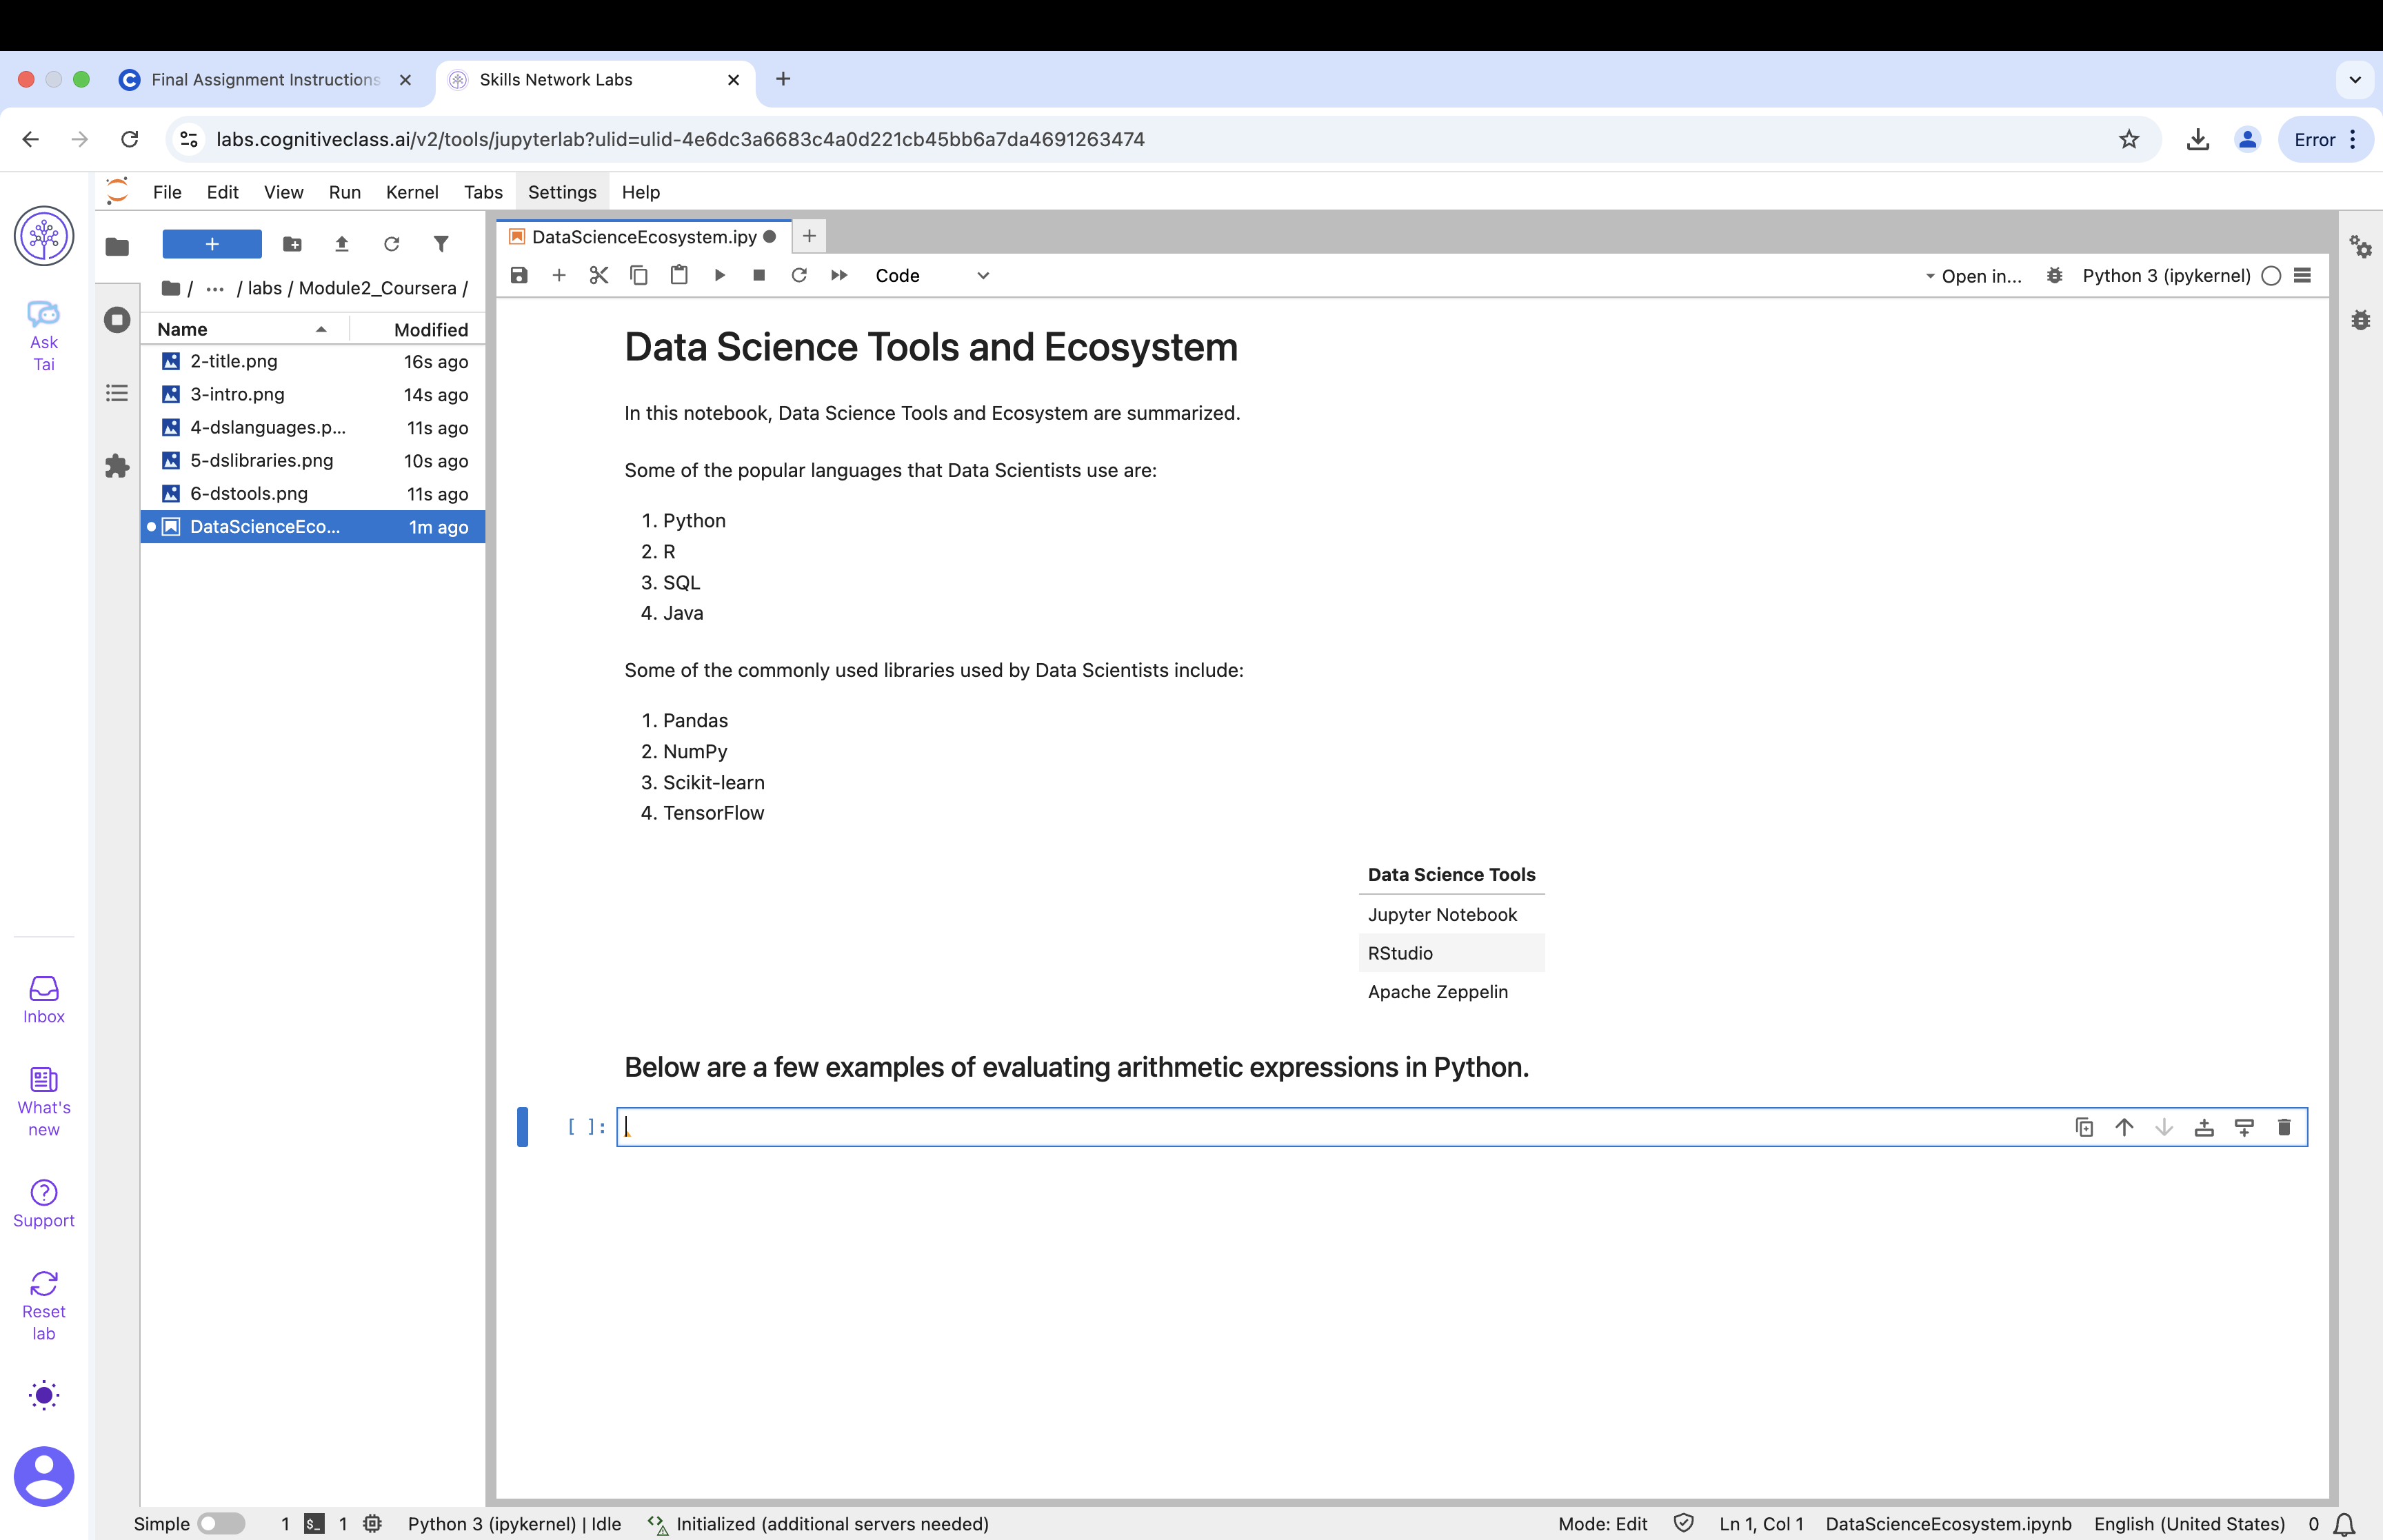 Final Assignment Instructions
Skills Network Labs
labs.cognitiveclass.ai/v2/tools/jupyterlab?ulid=ulid-4e6dc3a6683c4a0d221cb45bb6a7da4691263474
Error
File Edit View Run Kernel Tabs Settings Help
Ask
Tai
Inbox
What's
new
Support
Reset
lab
/ ... / labs / Module2_Coursera /
Name Modified
2-title.png 16s ago
3-intro.png 14s ago
4-dslanguages.p... 11s ago
5-dslibraries.png 10s ago
6-dstools.png 11s ago
DataScienceEco... 1m ago
DataScienceEcosystem.ipy
Code
Open in...
Python 3 (ipykernel)
Data Science Tools and Ecosystem
In this notebook, Data Science Tools and Ecosystem are summarized.
Some of the popular languages that Data Scientists use are:
1. Python
2. R
3. SQL
4. Java
Some of the commonly used libraries used by Data Scientists include:
1. Pandas
2. NumPy
3. Scikit-learn
4. TensorFlow
Data Science Tools
Jupyter Notebook
RStudio
Apache Zeppelin
Below are a few examples of evaluating arithmetic expressions in Python.
[ ]:
Simple 1 $_ 1 Python 3 (ipykernel) | Idle Initialized (additional servers needed) Mode: Edit Ln 1, Col 1 DataScienceEcosystem.ipynb English (United States) 0